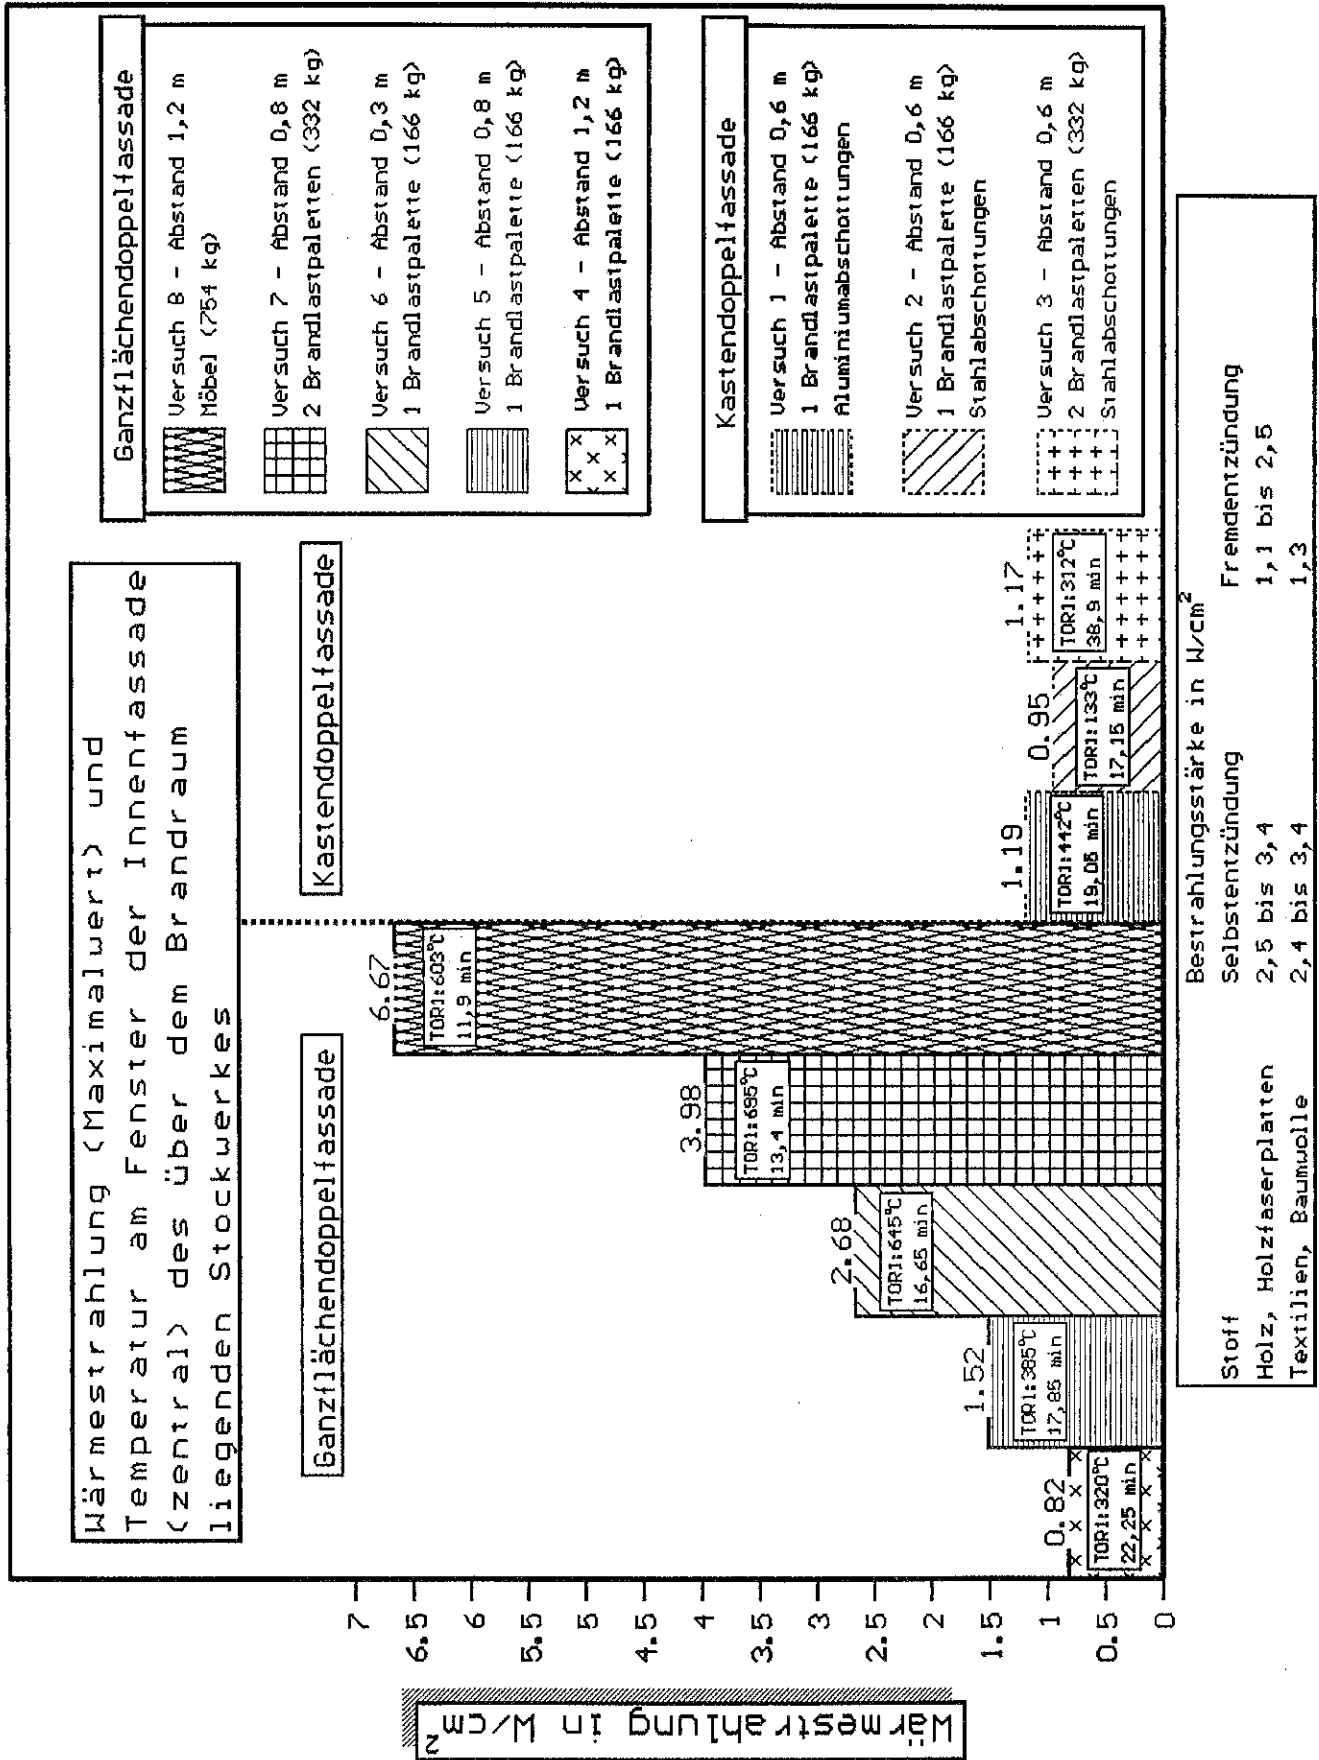 Wärmestrahlung (Maximalwert) und
Temperatur am Fenster der Innenfassade
(zentral) des über dem Brandraum
liegenden Stockwerkes
Ganzflächendoppelfassade
Kastendoppelfassade
Ganzflächendoppelfassade
Versuch 8 - Abstand 1,2 m
Möbel (754 kg)
Versuch 7 - Abstand 0,8 m
2 Brandlastpaletten (332 kg)
Versuch 6 - Abstand 0,3 m
1 Brandlastpalette (166 kg)
Versuch 5 - Abstand 0,8 m
1 Brandlastpalette (166 kg)
Versuch 4 - Abstand 1,2 m
1 Brandlastpalette (166 kg)
Kastendoppelfassade
Versuch 1 - Abstand 0,6 m
1 Brandlastpalette (166 kg)
Aluminiumabschottungen
Versuch 2 - Abstand 0,6 m
1 Brandlastpalette (166 kg)
Stahlabschottungen
Versuch 3 - Abstand 0,6 m
2 Brandlastpaletten (332 kg)
Stahlabschottungen
Wärmestrahlung in W/cm²
7
6.5
6
5.5
5
4.5
4
3.5
3
2.5
2
1.5
1
0.5
0
0.82
TOR1:320°C
22,25 min
1.52
TOR1:385°C
17,85 min
2.68
TOR1:645°C
16,65 min
3.98
TOR1:695°C
13,4 min
6.67
TOR1:603°C
11,9 min
1.19
TOR1:442°C
19,05 min
0.95
TOR1:133°C
17,15 min
1.17
TOR1:312°C
38,9 min
Bestrahlungsstärke in W/cm²
Stoff Selbstentzündung Fremdentzündung
Holz, Holzfaserplatten 2,5 bis 3,4 1,1 bis 2,5
Textilien, Baumwolle 2,4 bis 3,4 1,3